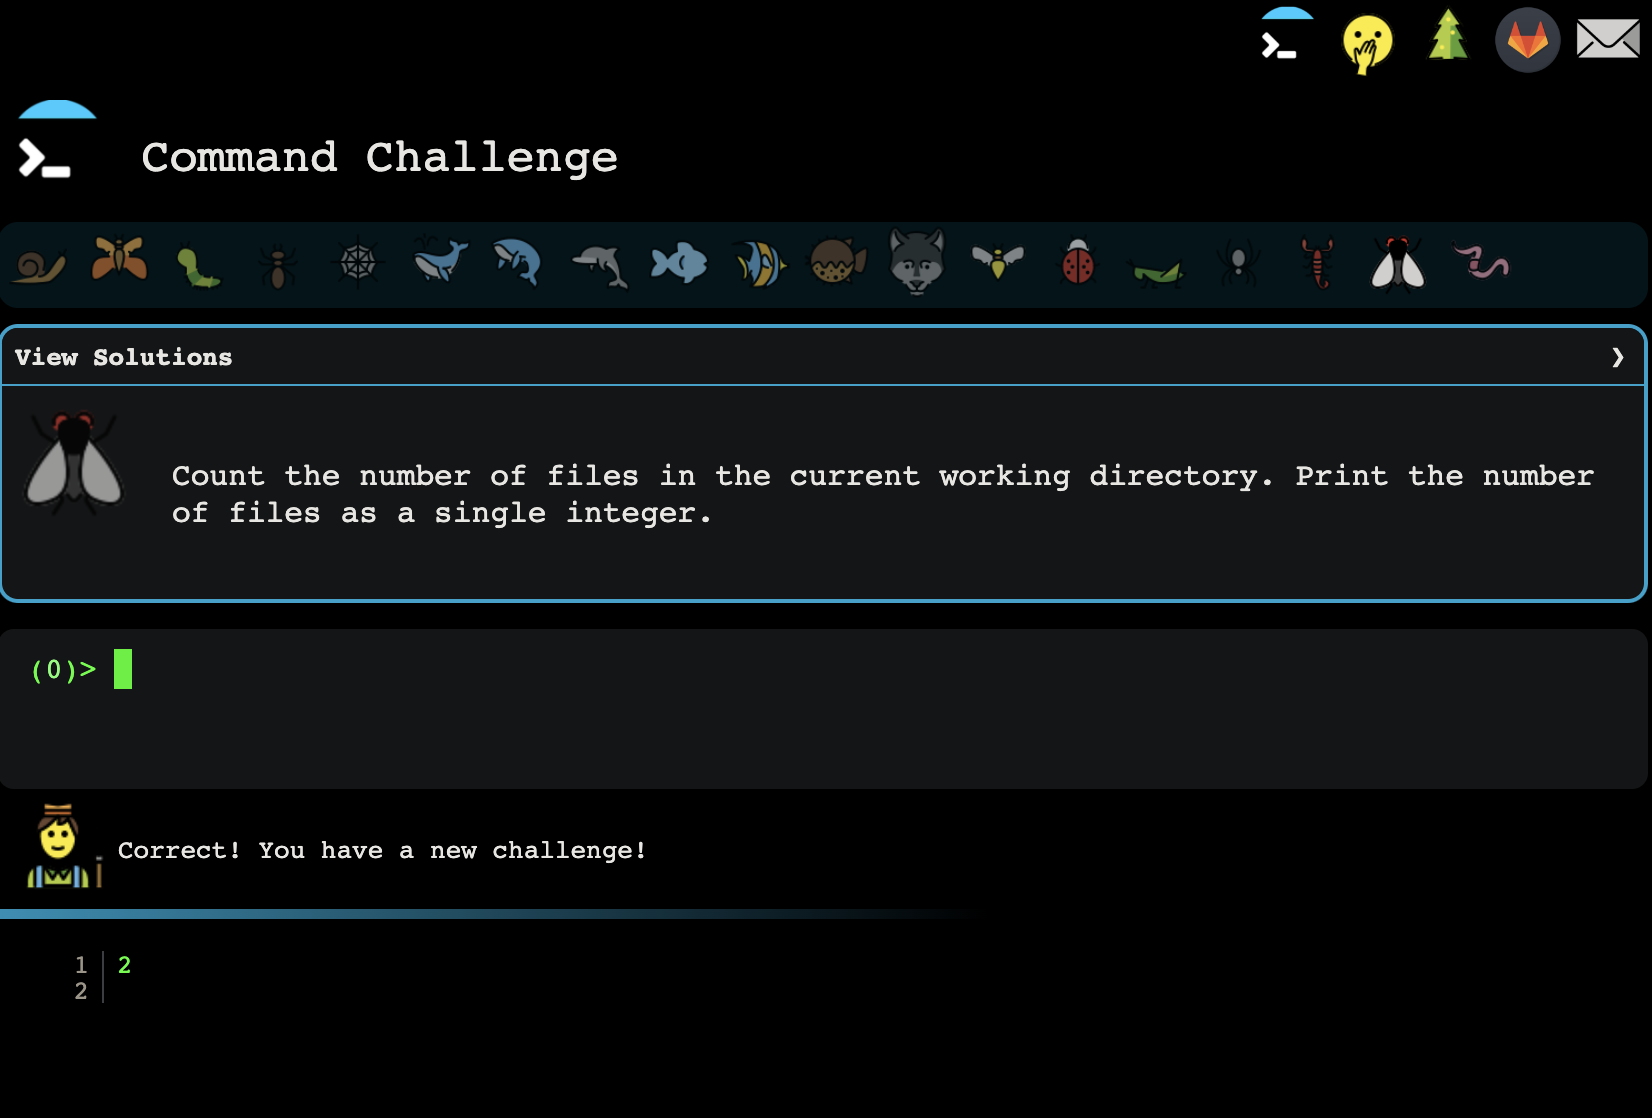 Command Challenge
View Solutions
Count the number of files in the current working directory. Print the number
of files as a single integer.
(0)>
Correct! You have a new challenge!
1 2
2